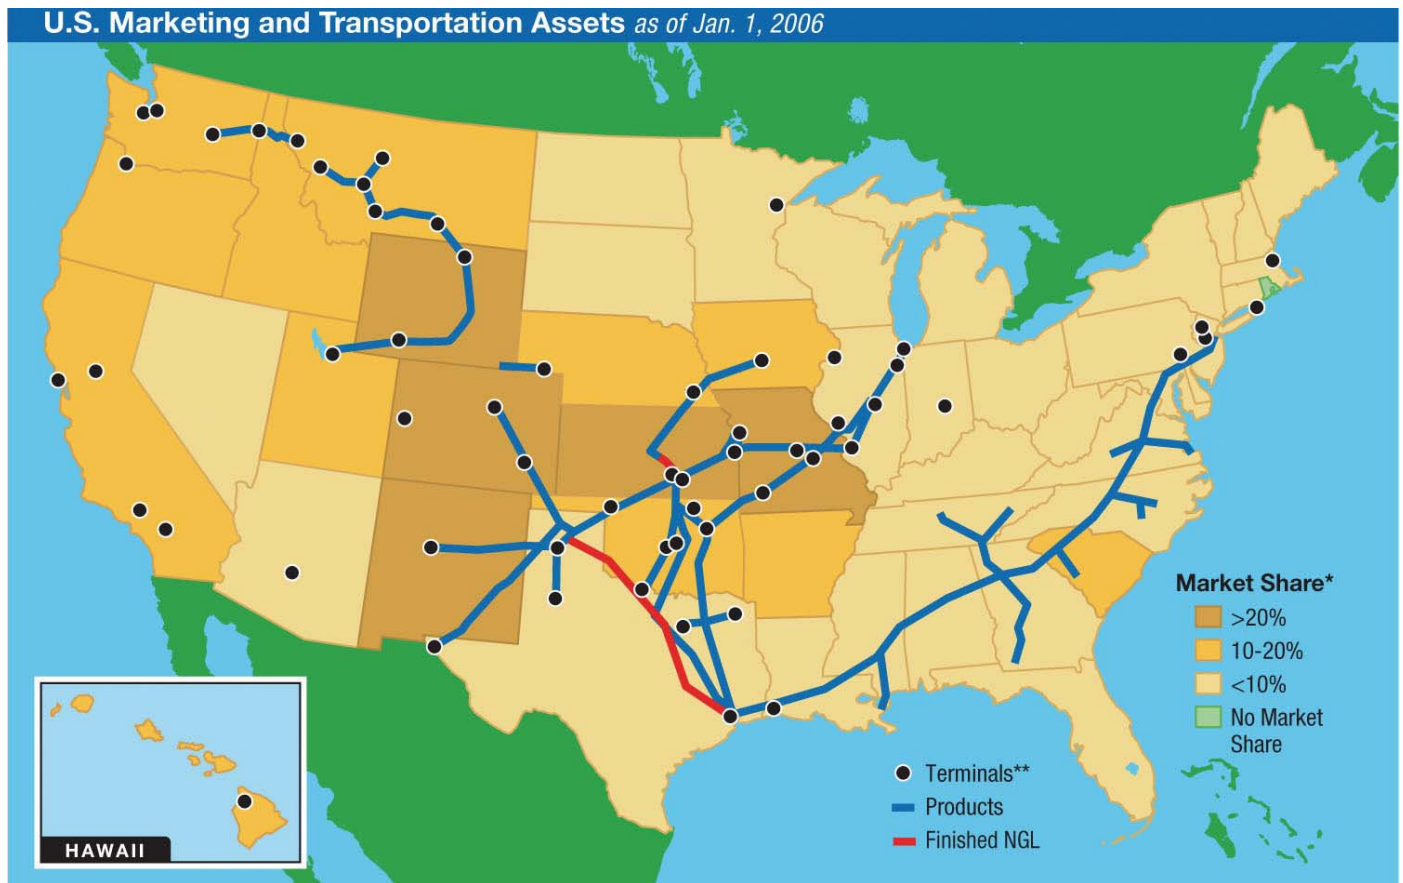 U.S. Marketing and Transportation Assets as of Jan. 1, 2006
Market Share*
>20%
10-20%
<10%
No Market
Share
Terminals**
Products
Finished NGL
HAWAII